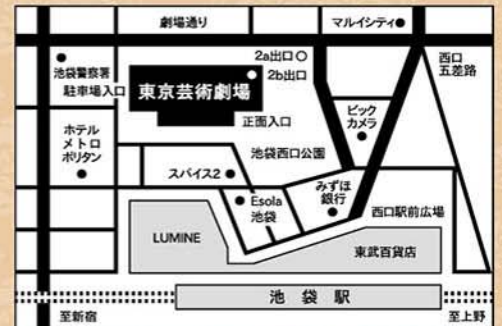 劇場通り
マルイシティ
2a出口
2b出口
西口
五差路
池袋警察署
駐車場入口
東京芸術劇場
正面入口
ビック
カメラ
ホテル
メトロ
ポリタン
池袋西口公園
スパイス2
みずほ
銀行
Esola
池袋
西口駅前広場
LUMINE
東武百貨店
池袋駅
至新宿
至上野